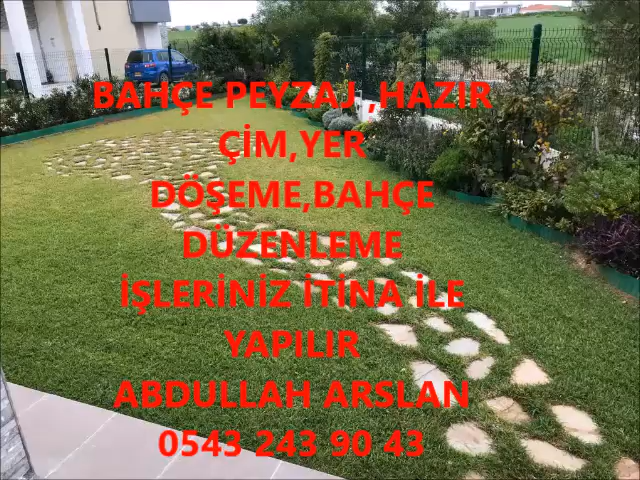 BAHÇE PEYZAJ ,HAZIR
ÇİM,YER
DÖŞEME,BAHÇE
DÜZENLEME
İŞLERİNİZ İTİNA İLE
YAPILIR
ABDULLAH ARSLAN
0543 243 90 43